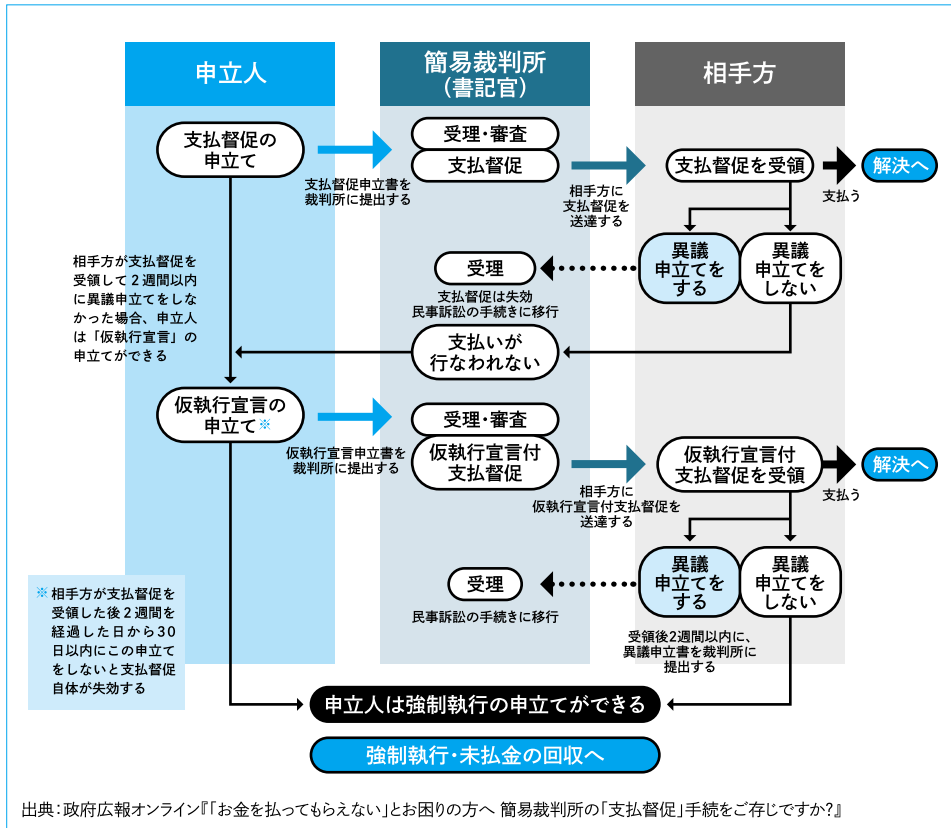 申立人
簡易裁判所
(書記官)
相手方
支払督促の
申立て
支払督促申立書を
裁判所に提出する
受理・審査
支払督促
相手方に
支払督促を
送達する
支払督促を受領
支払う
解決へ
異議
申立てを
する
異議
申立てを
しない
受理
支払督促は失効
民事訴訟の手続きに移行
相手方が支払督促を
受領して2週間以内
に異議申立てをしな
かった場合、申立人
は「仮執行宣言」の
申立てができる
支払いが
行なわれない
仮執行宣言の
申立て※
仮執行宣言申立書を
裁判所に提出する
受理・審査
仮執行宣言付
支払督促
相手方に
仮執行宣言付支払督促を
送達する
仮執行宣言付
支払督促を受領
支払う
解決へ
異議
申立てを
する
異議
申立てを
しない
受理
民事訴訟の手続きに移行
受領後2週間以内に、
異議申立書を裁判所に
提出する
※相手方が支払督促を
受領した後2週間を
経過した日から30
日以内にこの申立て
をしないと支払督促
自体が失効する
申立人は強制執行の申立てができる
強制執行・未払金の回収へ
出典：政府広報オンライン『「お金を払ってもらえない」とお困りの方へ 簡易裁判所の「支払督促」手続をご存じですか?』